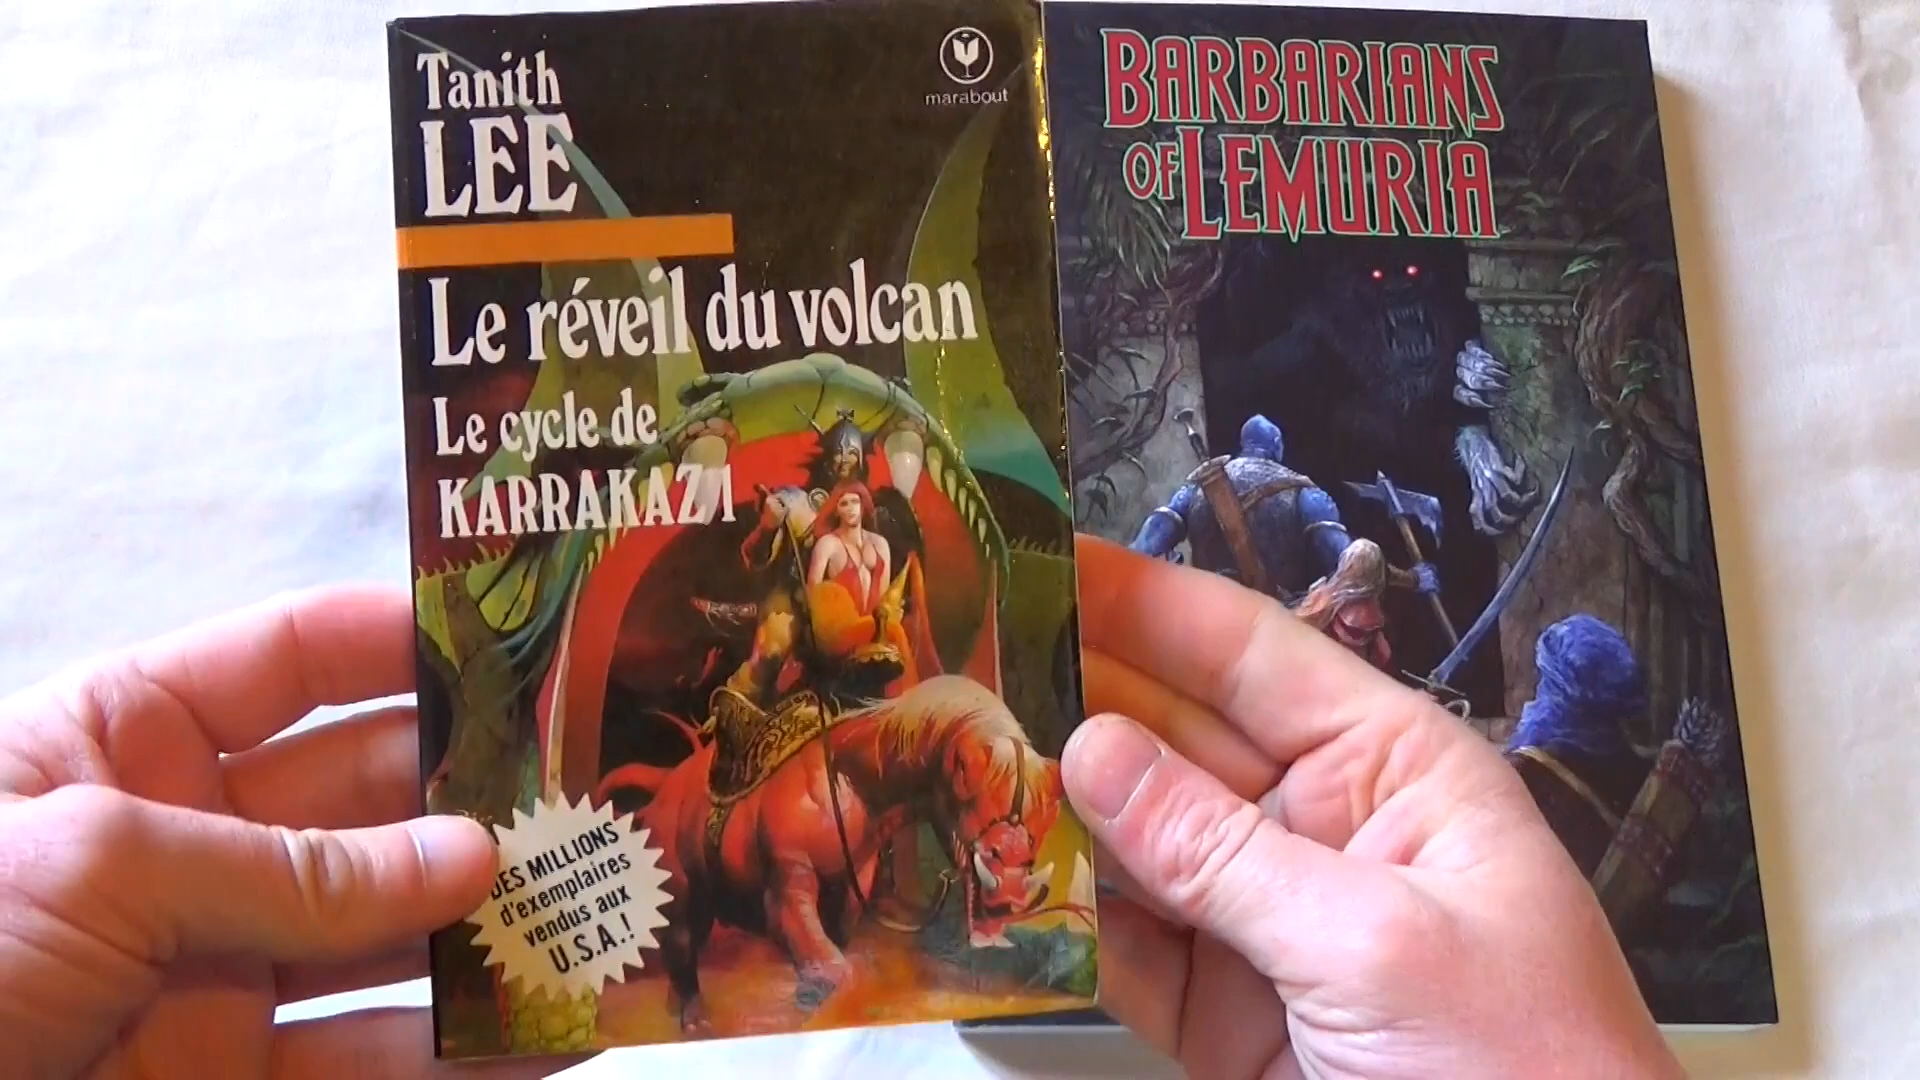 Tanith
LEE
marabout
Le réveil du volcan
Le cycle de
KARRAKAZ/1
DES MILLIONS
d'exemplaires
vendus aux
U.S.A.!
BARBARIANS
OF LEMURIA